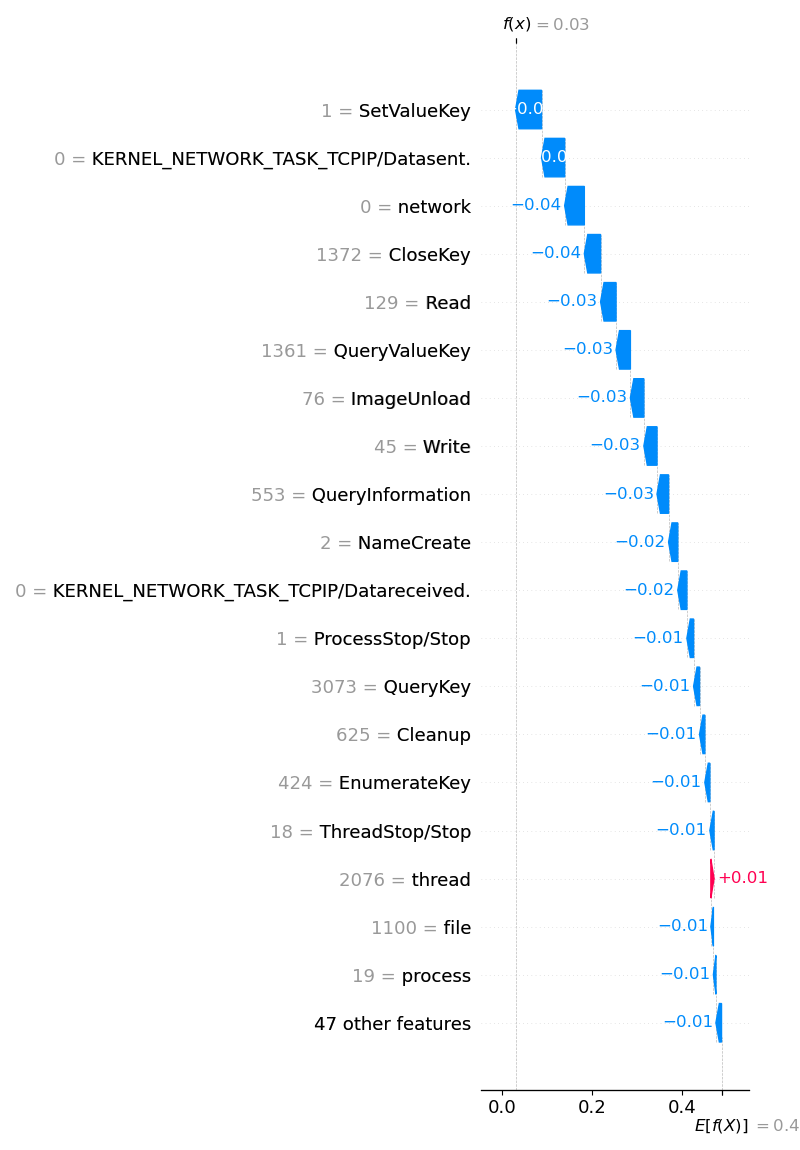 f(x) = 0.03
1 = SetValueKey
0 = KERNEL_NETWORK_TASK_TCPIP/Datasent.
0 = network −0.04
1372 = CloseKey −0.04
129 = Read −0.03
1361 = QueryValueKey −0.03
76 = ImageUnload −0.03
45 = Write −0.03
553 = QueryInformation −0.03
2 = NameCreate −0.02
0 = KERNEL_NETWORK_TASK_TCPIP/Datareceived. −0.02
1 = ProcessStop/Stop −0.01
3073 = QueryKey −0.01
625 = Cleanup −0.01
424 = EnumerateKey −0.01
18 = ThreadStop/Stop −0.01
2076 = thread +0.01
1100 = file −0.01
19 = process −0.01
47 other features −0.01
0.0 0.2 0.4
E[f(X)] = 0.4